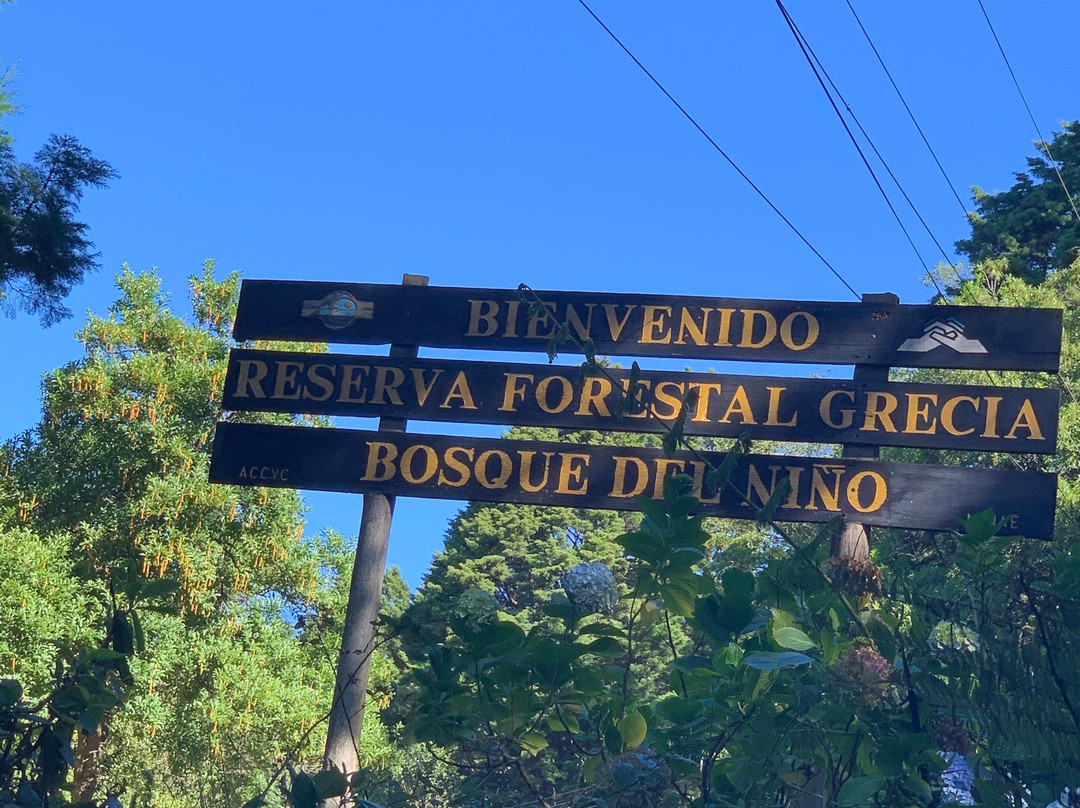 BIENVENIDO
RESERVA FORESTAL GRECIA
BOSQUE DEL NIÑO
ACCVC